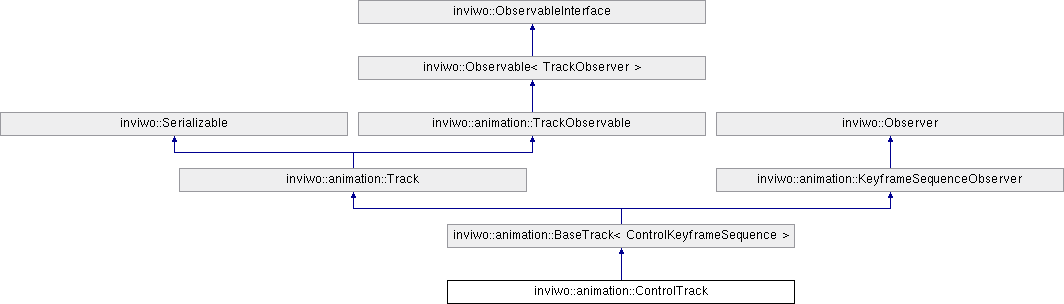 inviwo::ObservableInterface
inviwo::Observable< TrackObserver >
inviwo::Serializable
inviwo::animation::TrackObservable
inviwo::Observer
inviwo::animation::Track
inviwo::animation::KeyframeSequenceObserver
inviwo::animation::BaseTrack< ControlKeyframeSequence >
inviwo::animation::ControlTrack